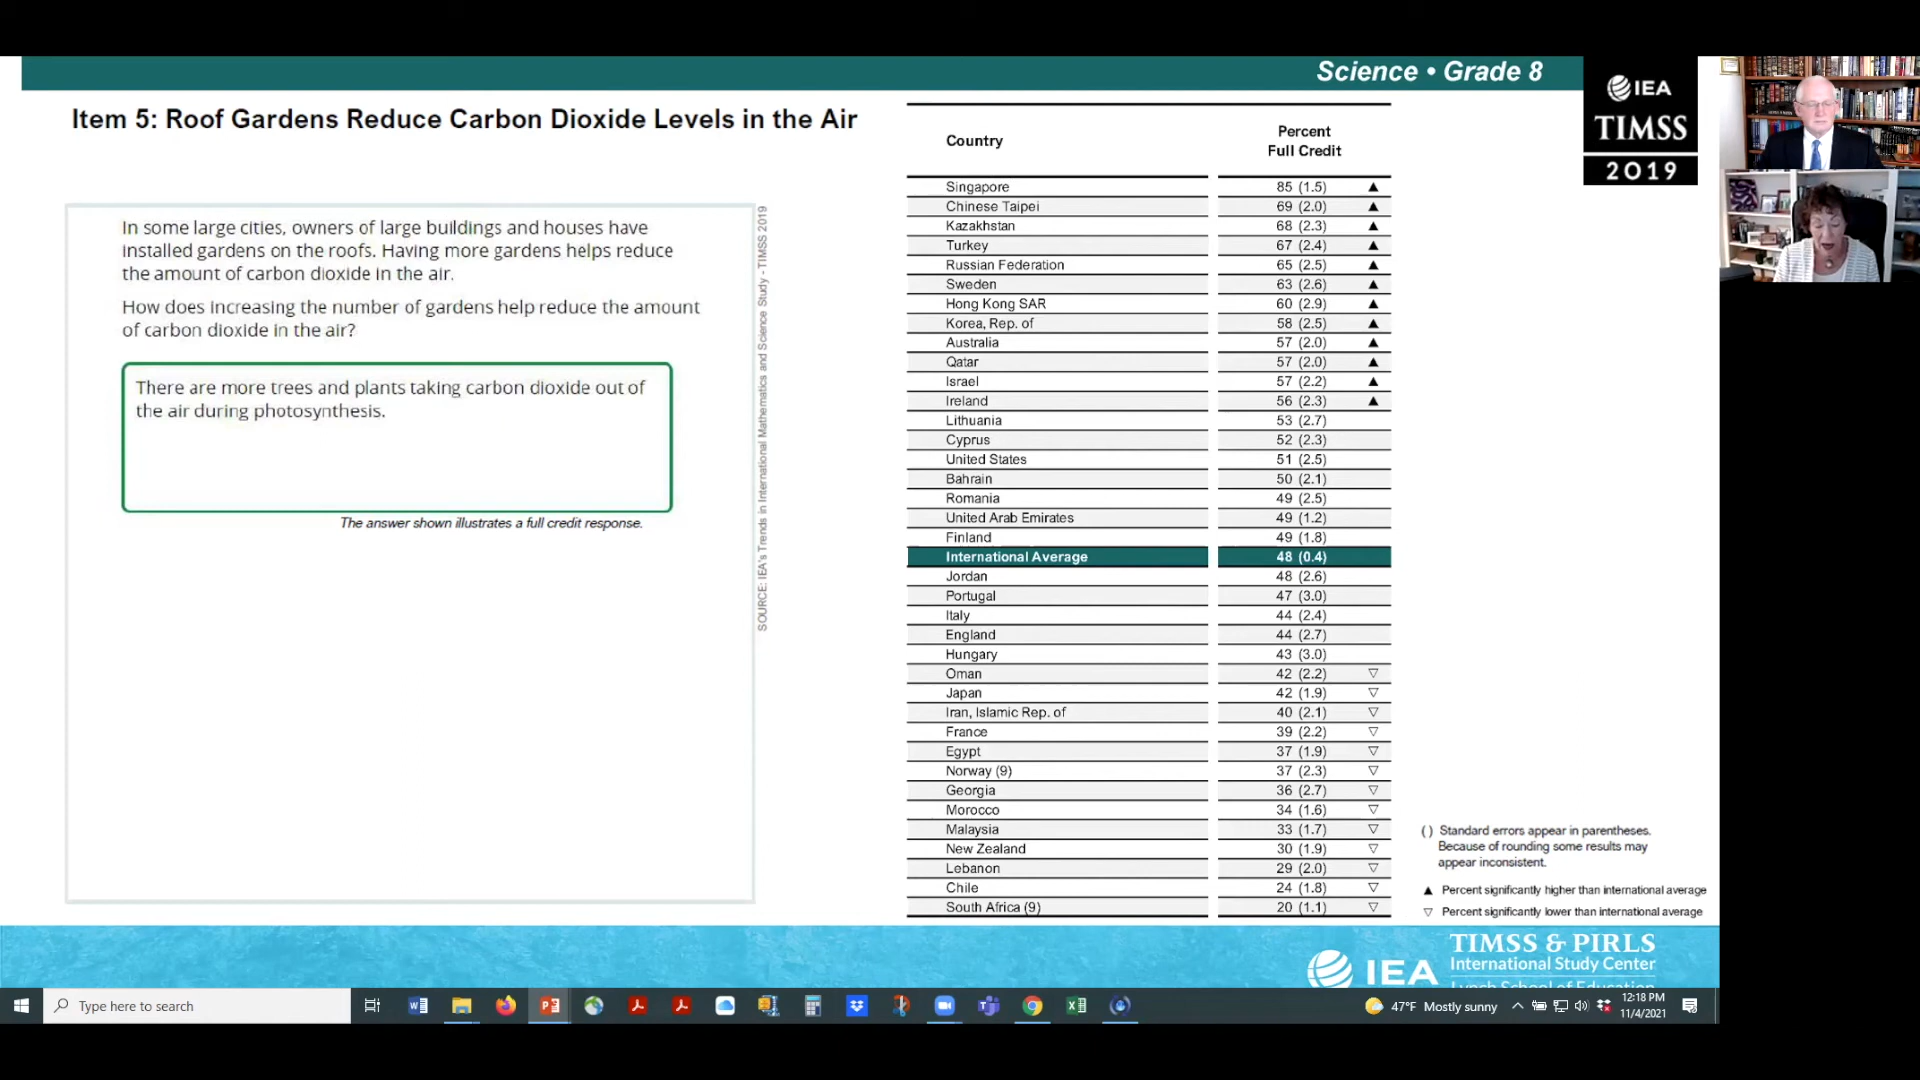 Science • Grade 8
IEA
TIMSS
2019
Item 5: Roof Gardens Reduce Carbon Dioxide Levels in the Air
In some large cities, owners of large buildings and houses have
installed gardens on the roofs. Having more gardens helps reduce
the amount of carbon dioxide in the air.
How does increasing the number of gardens help reduce the amount
of carbon dioxide in the air?
There are more trees and plants taking carbon dioxide out of
the air during photosynthesis.
The answer shown illustrates a full credit response.
SOURCE: IEA's Trends in International Mathematics and Science Study - TIMSS 2019
Country Percent
Full Credit
Singapore 85 (1.5) ▲
Chinese Taipei 69 (2.0) ▲
Kazakhstan 68 (2.3) ▲
Turkey 67 (2.4) ▲
Russian Federation 65 (2.5) ▲
Sweden 63 (2.6) ▲
Hong Kong SAR 60 (2.9) ▲
Korea, Rep. of 58 (2.5) ▲
Australia 57 (2.0) ▲
Qatar 57 (2.0) ▲
Israel 57 (2.2) ▲
Ireland 56 (2.3) ▲
Lithuania 53 (2.7)
Cyprus 52 (2.3)
United States 51 (2.5)
Bahrain 50 (2.1)
Romania 49 (2.5)
United Arab Emirates 49 (1.2)
Finland 49 (1.8)
International Average 48 (0.4)
Jordan 48 (2.6)
Portugal 47 (3.0)
Italy 44 (2.4)
England 44 (2.7)
Hungary 43 (3.0)
Oman 42 (2.2) ▽
Japan 42 (1.9) ▽
Iran, Islamic Rep. of 40 (2.1) ▽
France 39 (2.2) ▽
Egypt 37 (1.9) ▽
Norway (9) 37 (2.3) ▽
Georgia 36 (2.7) ▽
Morocco 34 (1.6) ▽
Malaysia 33 (1.7) ▽
New Zealand 30 (1.9) ▽
Lebanon 29 (2.0) ▽
Chile 24 (1.8) ▽
South Africa (9) 20 (1.1) ▽
( ) Standard errors appear in parentheses.
Because of rounding some results may
appear inconsistent.
▲ Percent significantly higher than international average
▽ Percent significantly lower than international average
IEA
TIMSS & PIRLS
International Study Center
Lynch School of Education
Type here to search
47°F Mostly sunny
12:18 PM
11/4/2021